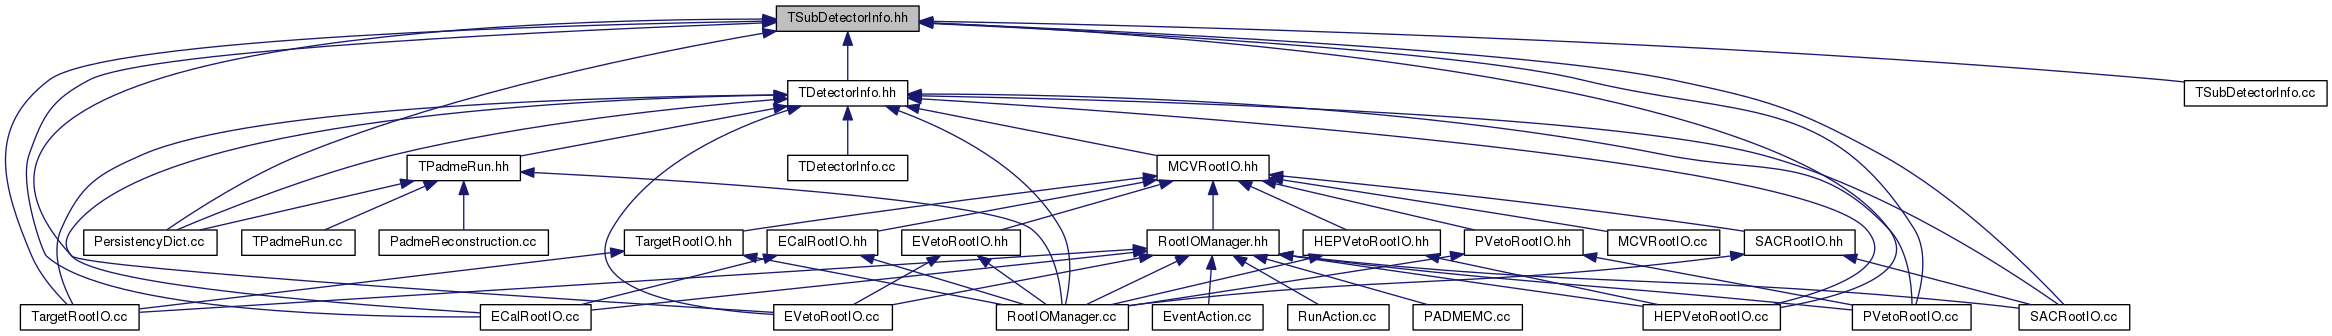 TSubDetectorInfo.hh
TDetectorInfo.hh
TSubDetectorInfo.cc
TPadmeRun.hh
TDetectorInfo.cc
MCVRootIO.hh
PersistencyDict.cc
TPadmeRun.cc
PadmeReconstruction.cc
TargetRootIO.hh
ECalRootIO.hh
EVetoRootIO.hh
RootIOManager.hh
HEPVetoRootIO.hh
PVetoRootIO.hh
MCVRootIO.cc
SACRootIO.hh
TargetRootIO.cc
ECalRootIO.cc
EVetoRootIO.cc
RootIOManager.cc
EventAction.cc
RunAction.cc
PADMEMC.cc
HEPVetoRootIO.cc
PVetoRootIO.cc
SACRootIO.cc